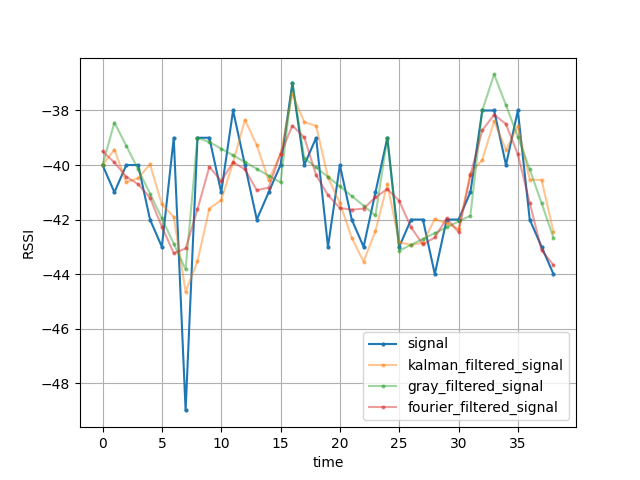 −38
−40
−42
−44
−46
−48
RSSI
signal
kalman_filtered_signal
gray_filtered_signal
fourier_filtered_signal
0 5 10 15 20 25 30 35
time